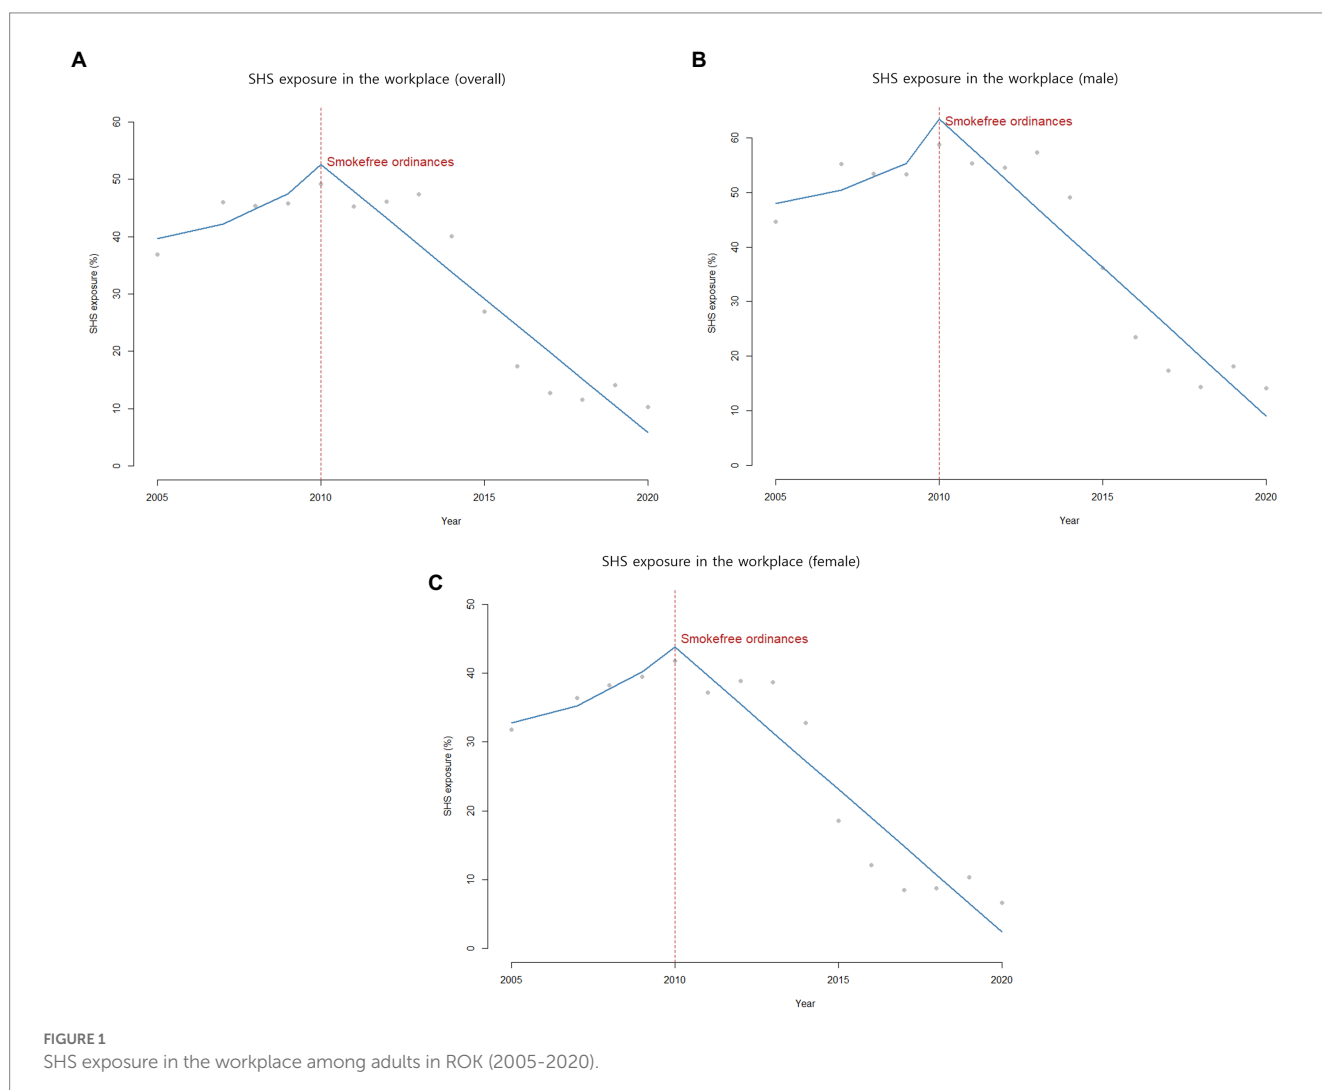 A
SHS exposure in the workplace (overall)
60
50
40
30
20
10
0
SHS exposure (%)
Smokefree ordinances
2005
2010
2015
2020
Year
B
SHS exposure in the workplace (male)
60
50
40
30
20
10
0
SHS exposure (%)
Smokefree ordinances
2005
2010
2015
2020
Year
C
SHS exposure in the workplace (female)
50
40
30
20
10
0
SHS exposure (%)
Smokefree ordinances
2005
2010
2015
2020
Year
FIGURE 1
SHS exposure in the workplace among adults in ROK (2005-2020).